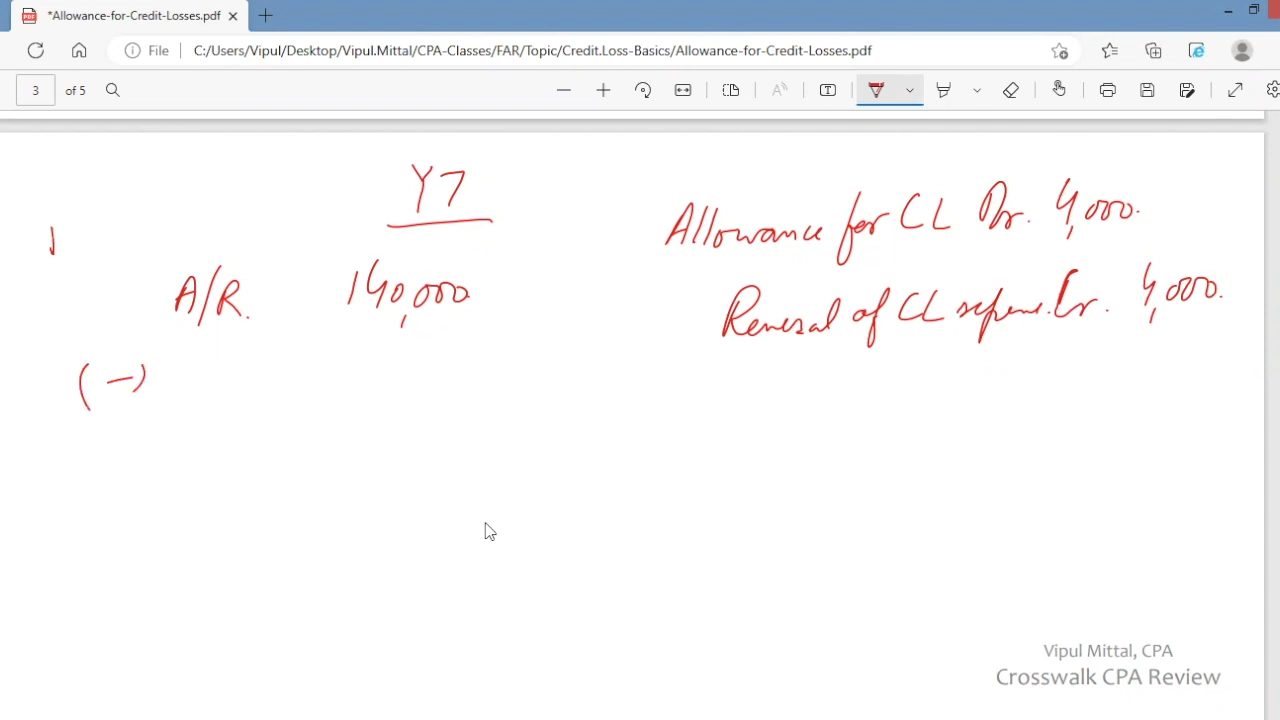 *Allowance-for-Credit-Losses.pdf
File
C:/Users/Vipul/Desktop/Vipul.Mittal/CPA-Classes/FAR/Topic/Credit.Loss-Basics/Allowance-for-Credit-Losses.pdf
3 of 5
Y7
Allowance for CL Dr. 4,000.
A/R. 140,000
Reversal of CL Cr. 4,000.
(-)
Vipul Mittal, CPA
Crosswalk CPA Review